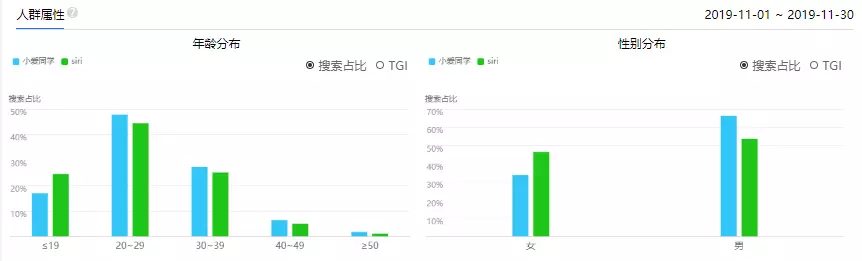 人群属性 ?
2019-11-01 ~ 2019-11-30
年龄分布
小爱同学 siri
搜索占比 TGI
搜索占比
50%
40%
30%
20%
10%
≤19 20~29 30~39 40~49 ≥50
性别分布
小爱同学 siri
搜索占比 TGI
搜索占比
70%
60%
50%
40%
30%
20%
10%
女 男